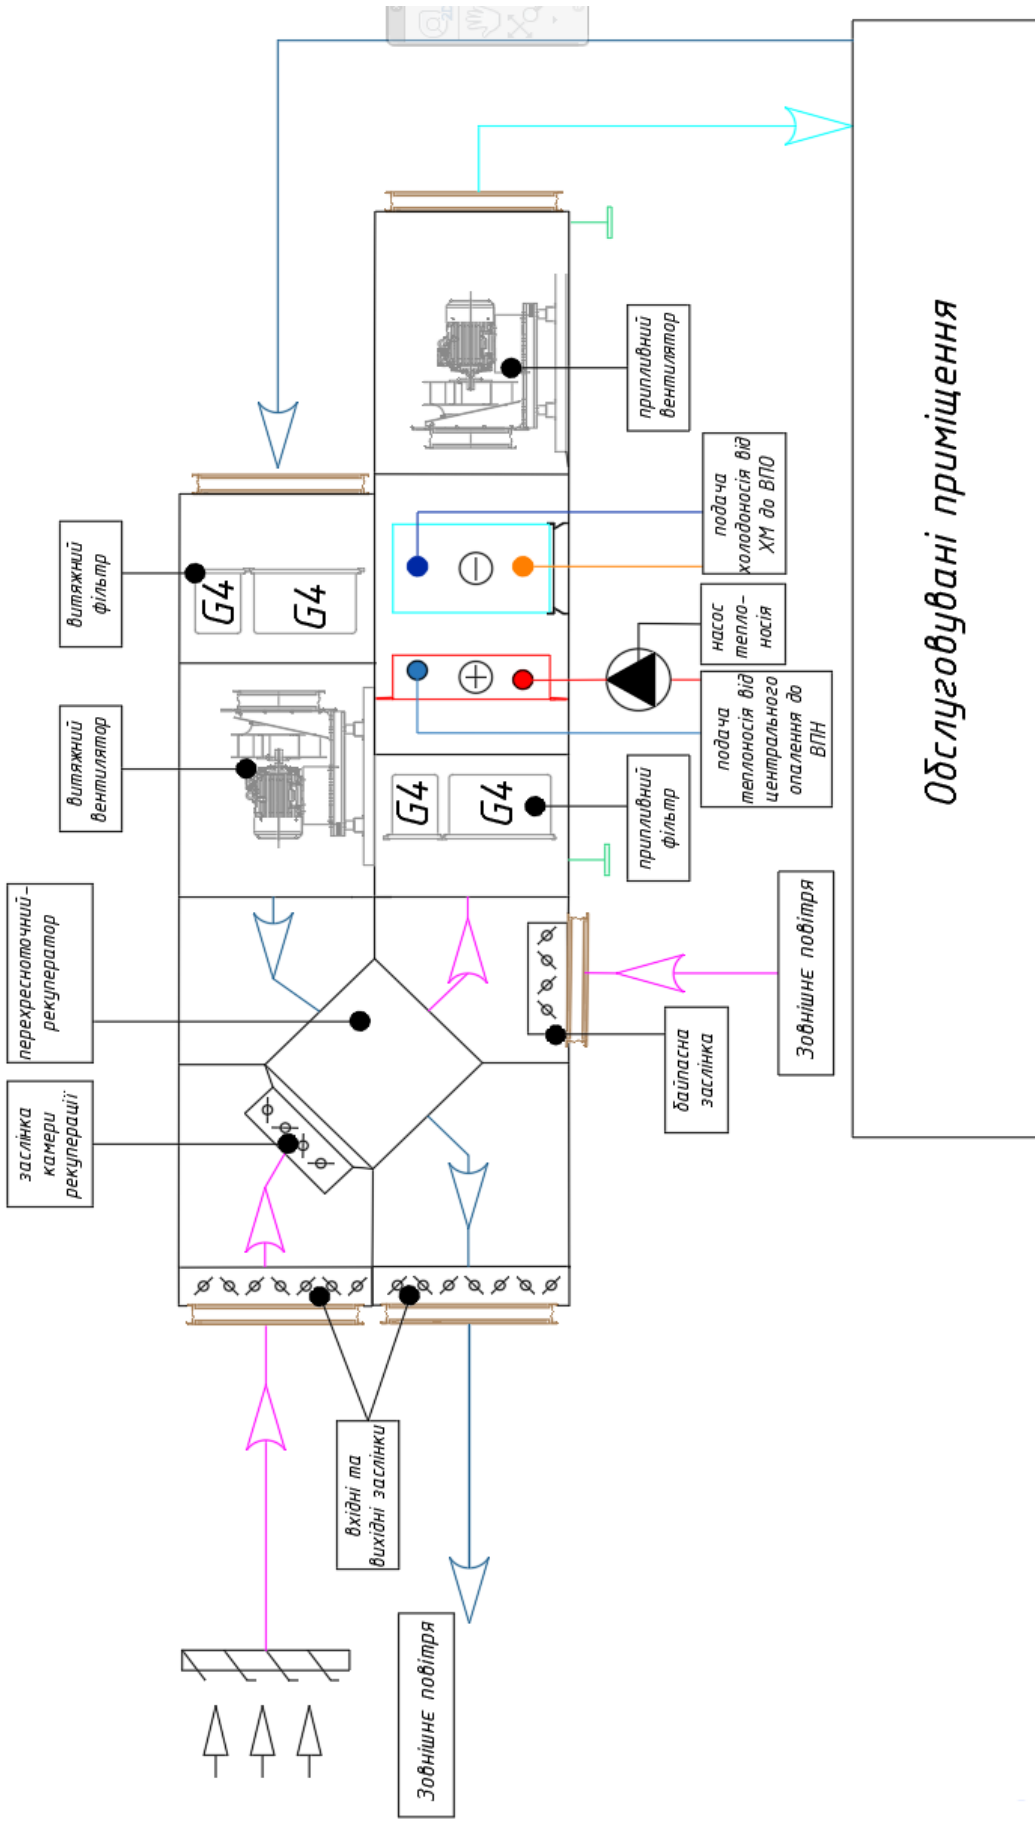 заслінка
камери
рекуперації
перехресноточний-
рекуператор
витяжний
вентилятор
витяжний
фільтр
G4
G4
вхідні та
вихідні заслінки
G4
G4
Зовнішнє повітря
байпасна
заслінка
припливний
фільтр
припливний
вентилятор
подача
теплоносія від
центрального
опалення до
ВПН
насос
тепло-
носія
подача
холодоносія від
ХМ до ВПО
Зовнішнє повітря
Обслуговувані приміщення